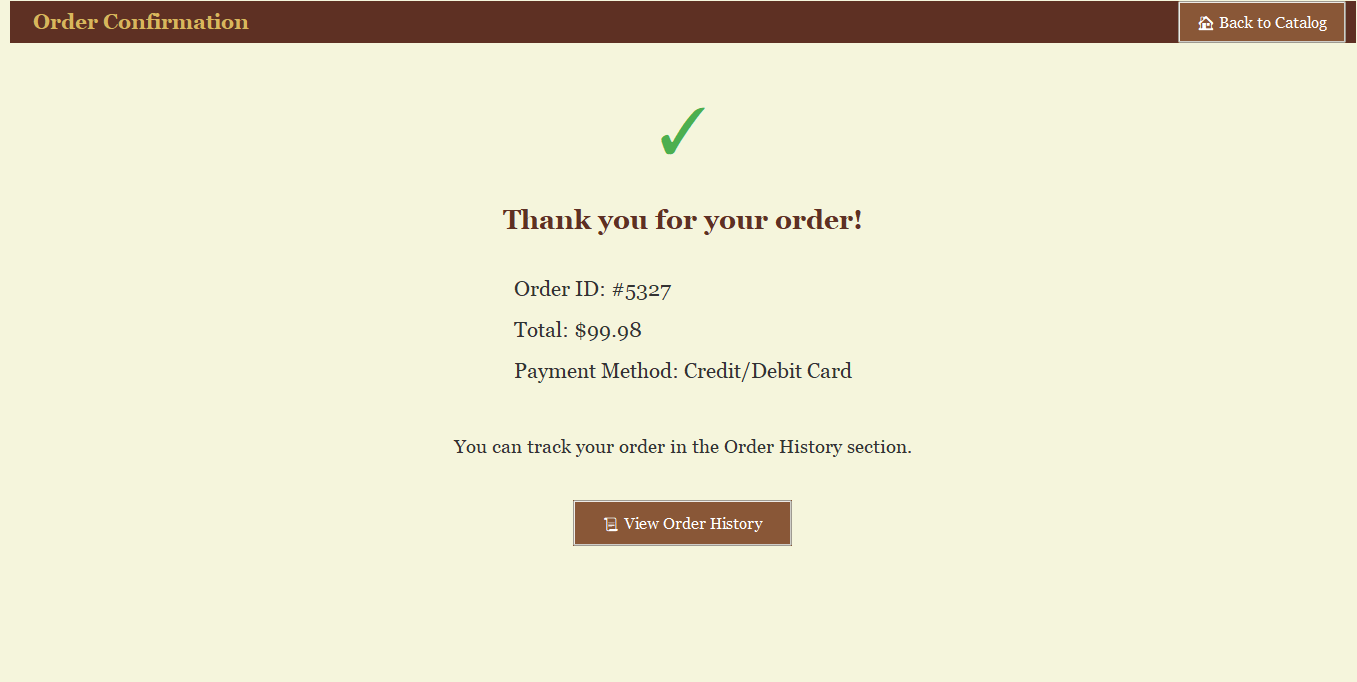 Order Confirmation
Back to Catalog
Thank you for your order!
Order ID: #5327
Total: $99.98
Payment Method: Credit/Debit Card
You can track your order in the Order History section.
View Order History